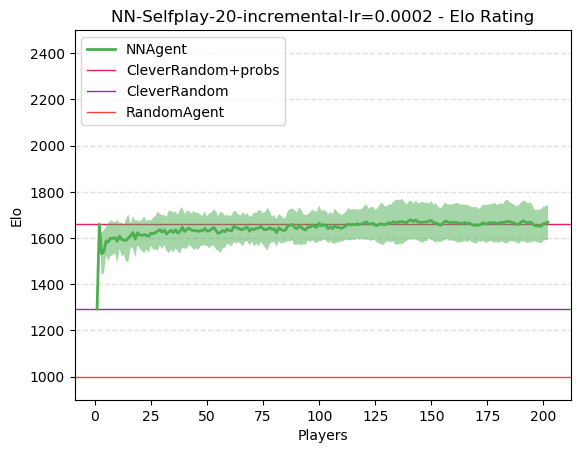 NN-Selfplay-20-incremental-lr=0.0002 - Elo Rating
NNAgent
CleverRandom+probs
CleverRandom
RandomAgent
2400
2200
2000
1800
1600
1400
1200
1000
Elo
0
25
50
75
100
125
150
175
200
Players